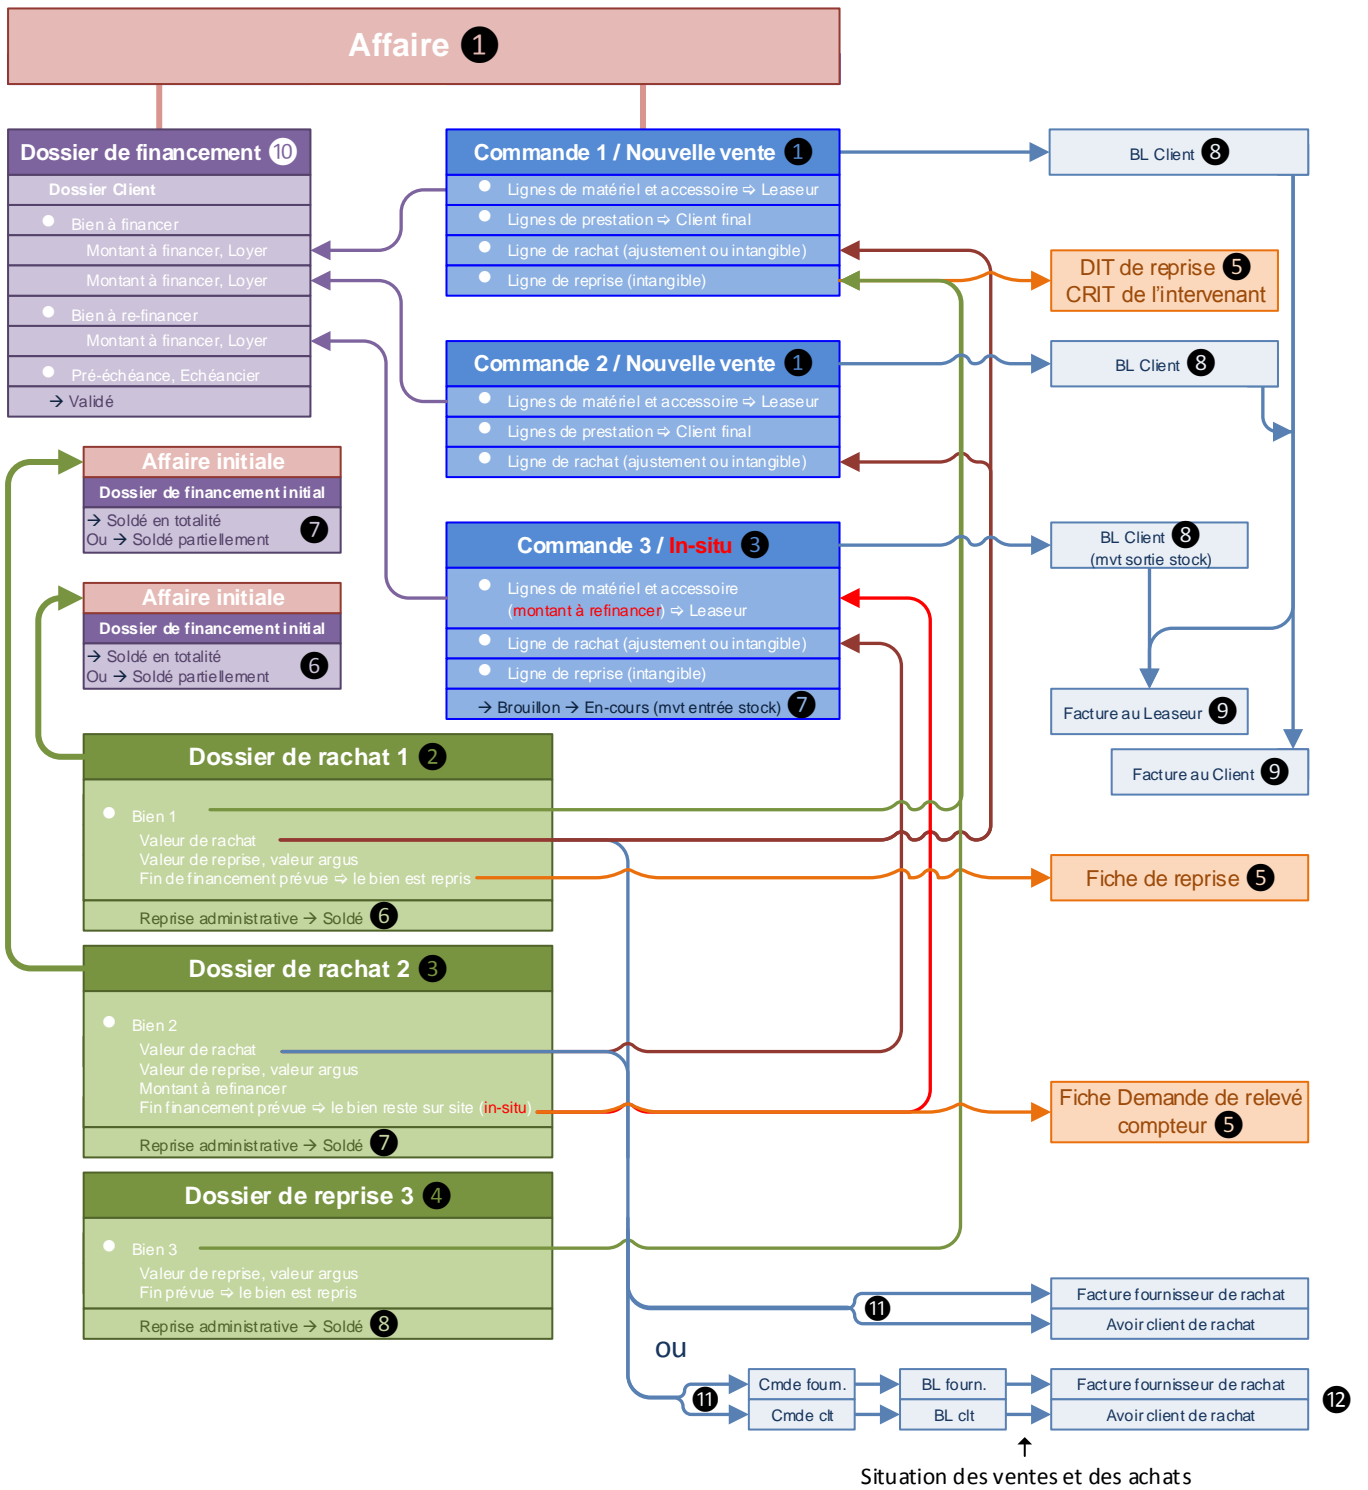 Affaire 1
Dossier de financement 10
Dossier Client
Bien à financer
Montant à financer, Loyer
Montant à financer, Loyer
Bien à re-financer
Montant à financer, Loyer
Pré-échéance, Echéancier
→ Validé
Commande 1 / Nouvelle vente 1
Lignes de matériel et accessoire ⇨ Leaseur
Lignes de prestation ⇨ Client final
Ligne de rachat (ajustement ou intangible)
Ligne de reprise (intangible)
BL Client 8
DIT de reprise 5
CRIT de l'intervenant
Commande 2 / Nouvelle vente 1
Lignes de matériel et accessoire ⇨ Leaseur
Lignes de prestation ⇨ Client final
Ligne de rachat (ajustement ou intangible)
BL Client 8
Affaire initiale
Dossier de financement initial
→ Soldé en totalité
Ou → Soldé partiellement 7
Commande 3 / In-situ 3
Lignes de matériel et accessoire
(montant à refinancer) ⇨ Leaseur
Ligne de rachat (ajustement ou intangible)
Ligne de reprise (intangible)
→ Brouillon → En-cours (mvt entrée stock) 7
BL Client 8
(mvt sortie stock)
Affaire initiale
Dossier de financement initial
→ Soldé en totalité
Ou → Soldé partiellement 6
Facture au Leaseur 9
Facture au Client 9
Dossier de rachat 1 2
Bien 1
Valeur de rachat
Valeur de reprise, valeur argus
Fin de financement prévue ⇨ le bien est repris
Reprise administrative → Soldé 6
Fiche de reprise 5
Dossier de rachat 2 3
Bien 2
Valeur de rachat
Valeur de reprise, valeur argus
Montant à refinancer
Fin financement prévue ⇨ le bien reste sur site (in-situ)
Reprise administrative → Soldé 7
Fiche Demande de relevé
compteur 5
Dossier de reprise 3 4
Bien 3
Valeur de reprise, valeur argus
Fin prévue ⇨ le bien est repris
Reprise administrative → Soldé 8
11
Facture fournisseur de rachat
Avoir client de rachat
ou
11
Cmde fourn.
BL fourn.
Facture fournisseur de rachat
Cmde clt
BL clt
Avoir client de rachat
12
↑
Situation des ventes et des achats